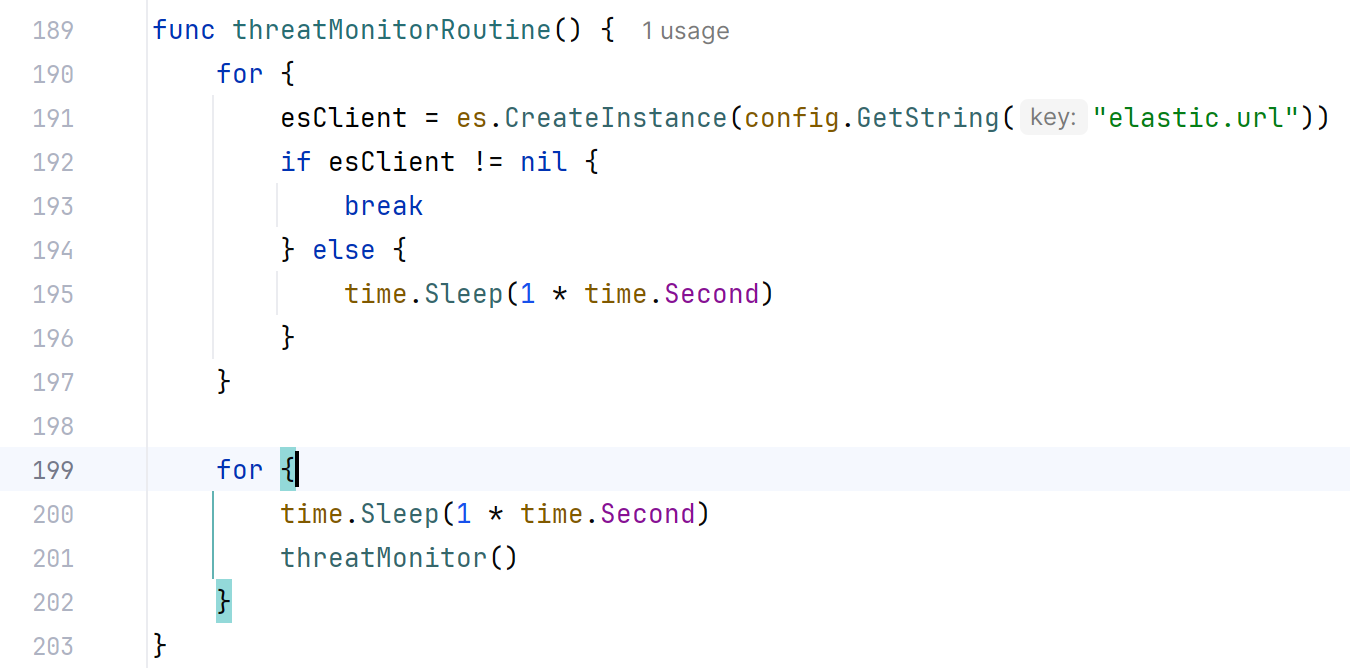 189 func threatMonitorRoutine() { 1 usage
190 for {
191 esClient = es.CreateInstance(config.GetString( key: "elastic.url"))
192 if esClient != nil {
193 break
194 } else {
195 time.Sleep(1 * time.Second)
196 }
197 }
198
199 for {
200 time.Sleep(1 * time.Second)
201 threatMonitor()
202 }
203 }